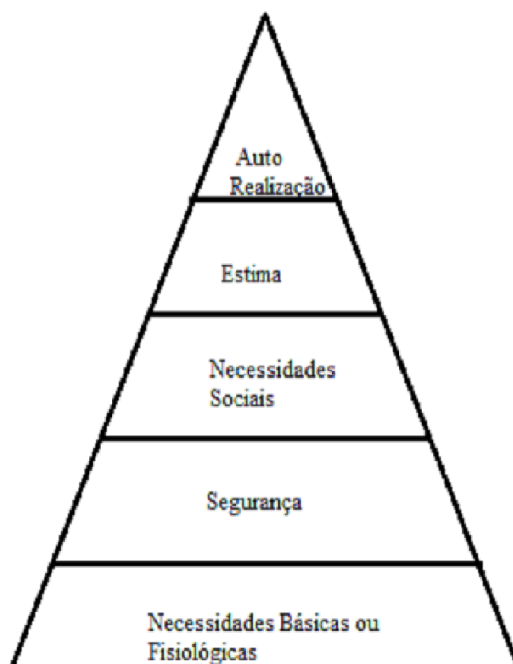 Auto
Realização
Estima
Necessidades
Sociais
Segurança
Necessidades Básicas ou
Fisiológicas